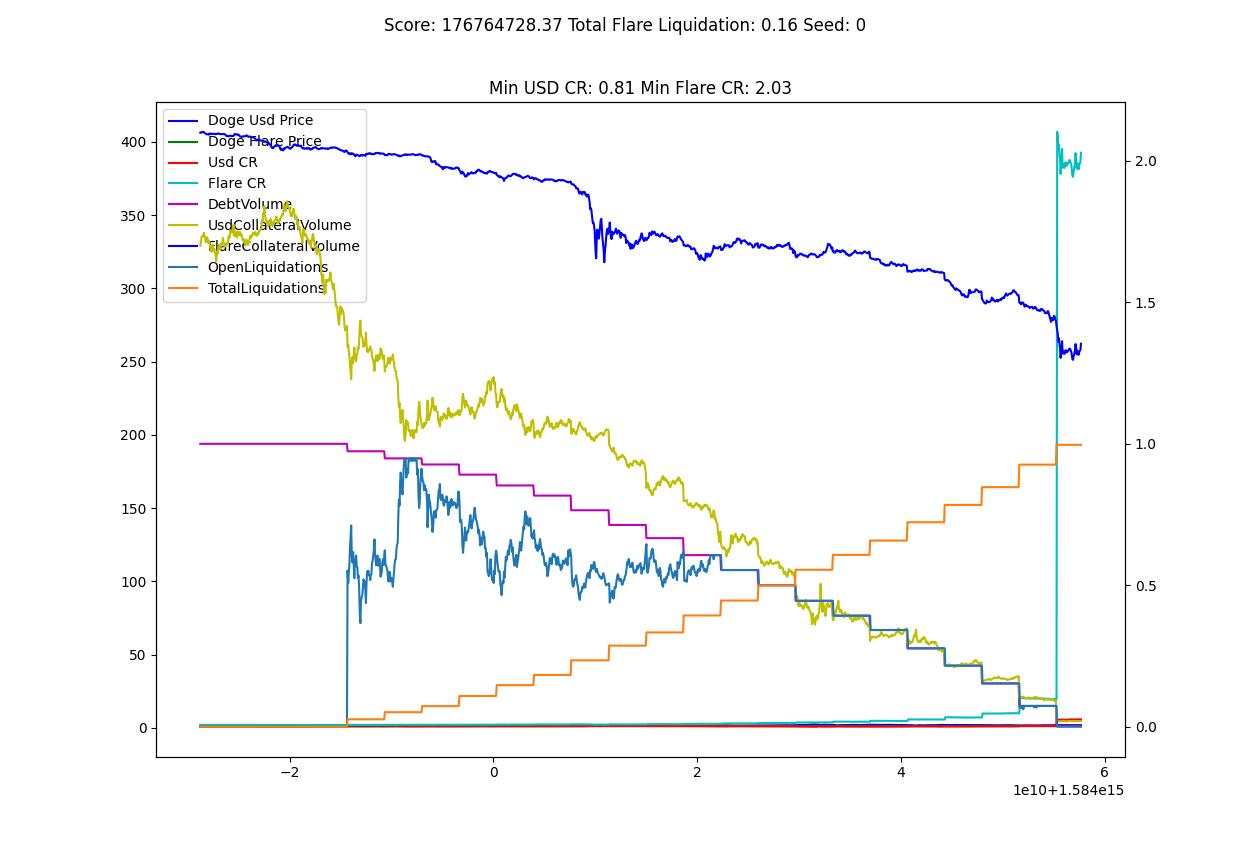 Score: 176764728.37 Total Flare Liquidation: 0.16 Seed: 0
Min USD CR: 0.81 Min Flare CR: 2.03
Doge Usd Price
Doge Flare Price
Usd CR
Flare CR
DebtVolume
UsdCollateralVolume
FlareCollateralVolume
OpenLiquidations
TotalLiquidations
400
350
300
250
200
150
100
50
0
2.0
1.5
1.0
0.5
0.0
−2 0 2 4 6
1e10+1.584e15